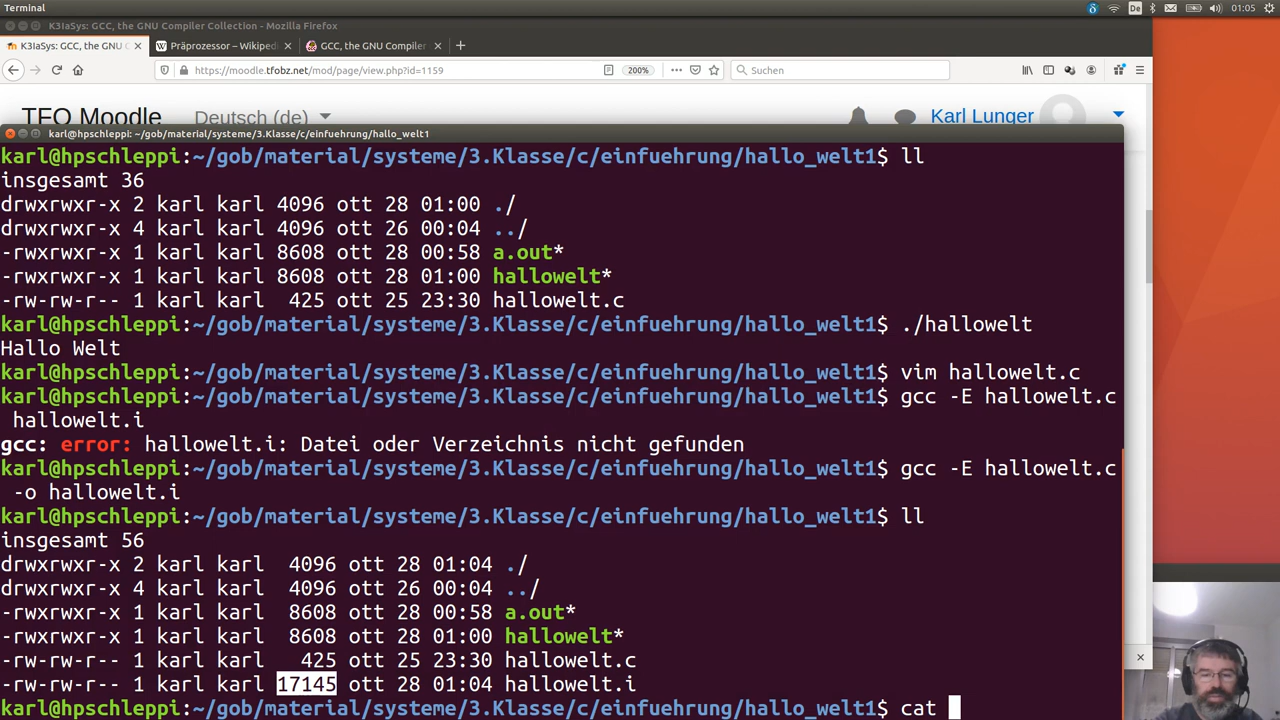 Terminal
De
01:05
K3IaSys: GCC, the GNU Compiler Collection - Mozilla Firefox
K3IaSys: GCC, the GNU C
Präprozessor – Wikiped
GCC, the GNU Compiler
https://moodle.tfobz.net/mod/page/view.php?id=1159
200%
Suchen
TFO Moodle
Deutsch (de)
Karl Lunger
karl@hpschleppi: ~/gob/material/systeme/3.Klasse/c/einfuehrung/hallo_welt1
karl@hpschleppi:~/gob/material/systeme/3.Klasse/c/einfuehrung/hallo_welt1$ ll
insgesamt 36
drwxrwxr-x 2 karl karl 4096 ott 28 01:00 ./
drwxrwxr-x 4 karl karl 4096 ott 26 00:04 ../
-rwxrwxr-x 1 karl karl 8608 ott 28 00:58 a.out*
-rwxrwxr-x 1 karl karl 8608 ott 28 01:00 hallowelt*
-rw-rw-r-- 1 karl karl  425 ott 25 23:30 hallowelt.c
karl@hpschleppi:~/gob/material/systeme/3.Klasse/c/einfuehrung/hallo_welt1$ ./hallowelt
Hallo Welt
karl@hpschleppi:~/gob/material/systeme/3.Klasse/c/einfuehrung/hallo_welt1$ vim hallowelt.c
karl@hpschleppi:~/gob/material/systeme/3.Klasse/c/einfuehrung/hallo_welt1$ gcc -E hallowelt.c
 hallowelt.i
gcc: error: hallowelt.i: Datei oder Verzeichnis nicht gefunden
karl@hpschleppi:~/gob/material/systeme/3.Klasse/c/einfuehrung/hallo_welt1$ gcc -E hallowelt.c
 -o hallowelt.i
karl@hpschleppi:~/gob/material/systeme/3.Klasse/c/einfuehrung/hallo_welt1$ ll
insgesamt 56
drwxrwxr-x 2 karl karl  4096 ott 28 01:04 ./
drwxrwxr-x 4 karl karl  4096 ott 26 00:04 ../
-rwxrwxr-x 1 karl karl  8608 ott 28 00:58 a.out*
-rwxrwxr-x 1 karl karl  8608 ott 28 01:00 hallowelt*
-rw-rw-r-- 1 karl karl   425 ott 25 23:30 hallowelt.c
-rw-rw-r-- 1 karl karl 17145 ott 28 01:04 hallowelt.i
karl@hpschleppi:~/gob/material/systeme/3.Klasse/c/einfuehrung/hallo_welt1$ cat